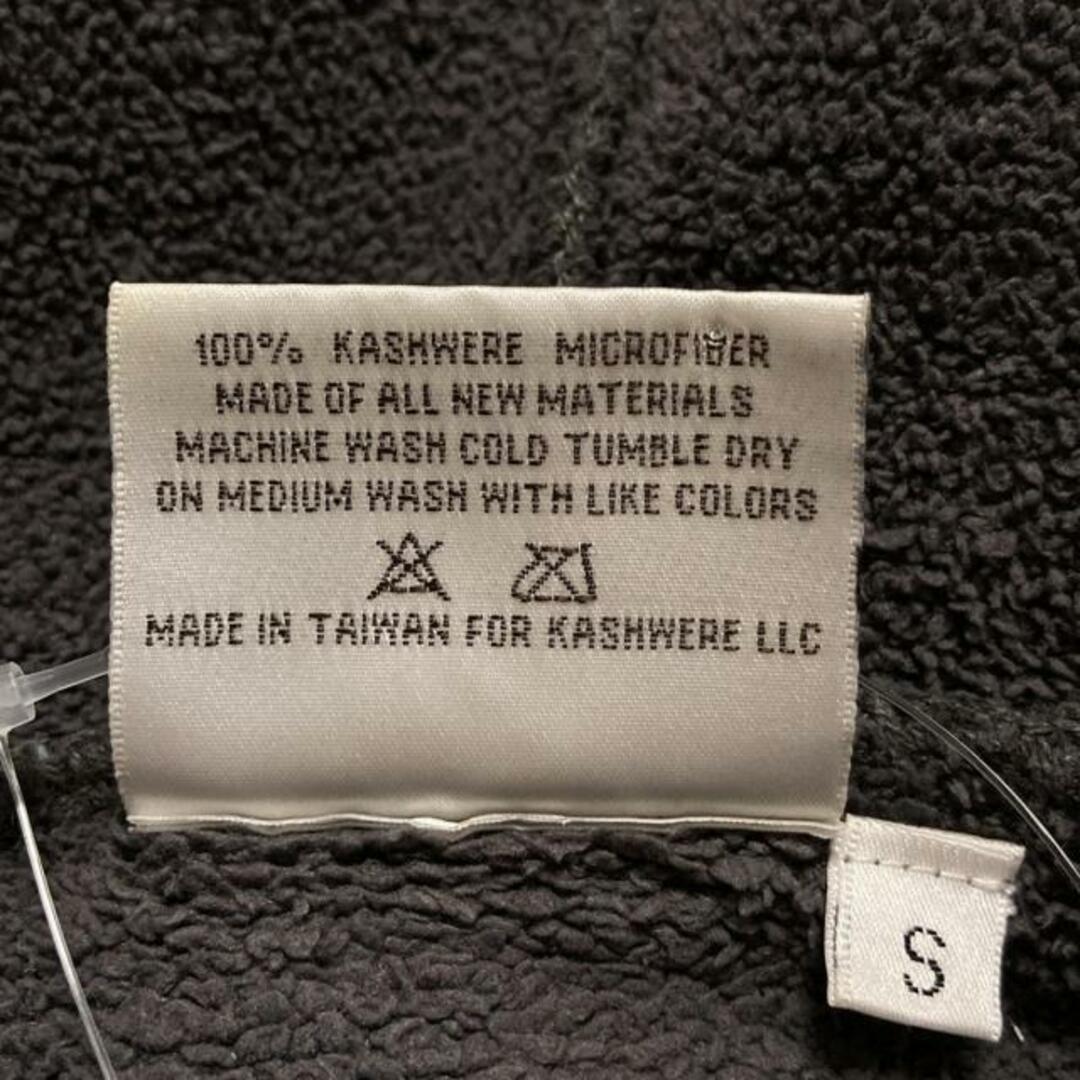 100% KASHWERE MICROFIBER
MADE OF ALL NEW MATERIALS
MACHINE WASH COLD TUMBLE DRY
ON MEDIUM WASH WITH LIKE COLORS
MADE IN TAIWAN FOR KASHWERE LLC
S